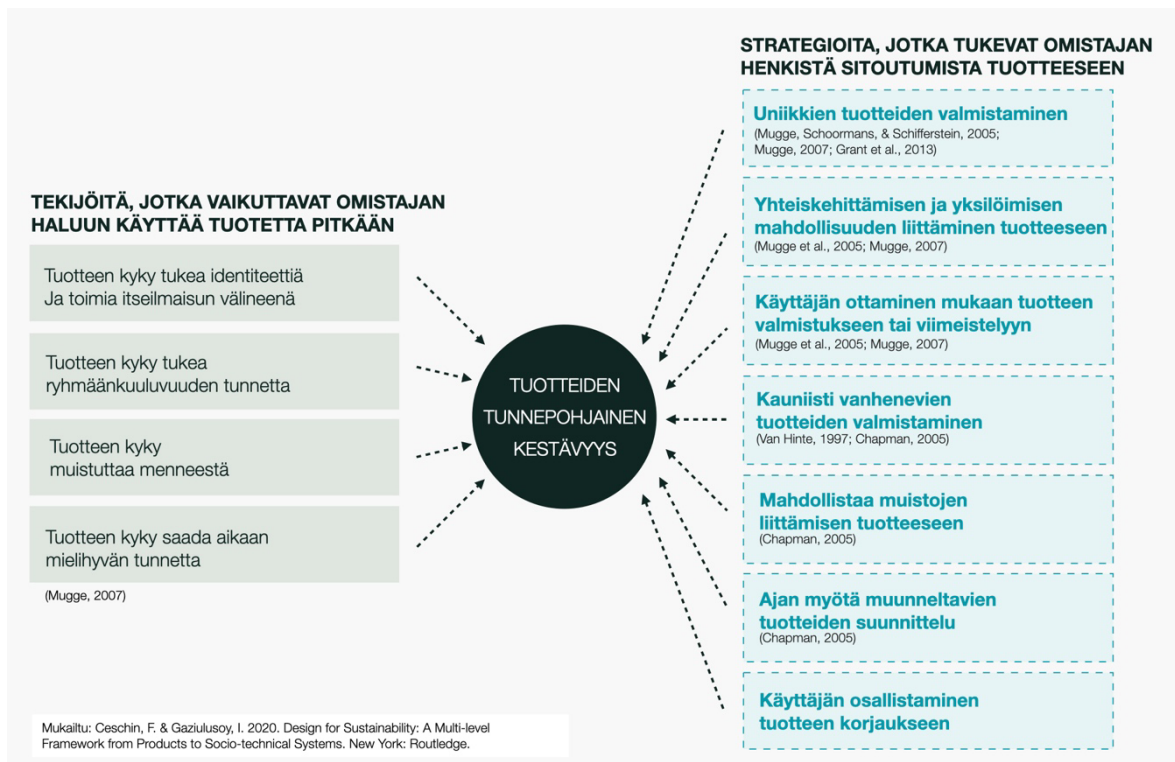 TEKIJÖITÄ, JOTKA VAIKUTTAVAT OMISTAJAN
HALUUN KÄYTTÄÄ TUOTETTA PITKÄÄN
Tuotteen kyky tukea identiteettiä
Ja toimia itseilmaisun välineenä
Tuotteen kyky tukea
ryhmäänkuuluvuuden tunnetta
Tuotteen kyky
muistuttaa menneestä
Tuotteen kyky saada aikaan
mielihyvän tunnetta
(Mugge, 2007)
TUOTTEIDEN
TUNNEPOHJAINEN
KESTÄVYYS
STRATEGIOITA, JOTKA TUKEVAT OMISTAJAN
HENKISTÄ SITOUTUMISTA TUOTTEESEEN
Uniikkien tuotteiden valmistaminen
(Mugge, Schoormans, & Schifferstein, 2005;
Mugge, 2007; Grant et al., 2013)
Yhteiskehittämisen ja yksilöimisen
mahdollisuuden liittäminen tuotteeseen
(Mugge et al., 2005; Mugge, 2007)
Käyttäjän ottaminen mukaan tuotteen
valmistukseen tai viimeistelyyn
(Mugge et al., 2005; Mugge, 2007)
Kauniisti vanhenevien
tuotteiden valmistaminen
(Van Hinte, 1997; Chapman, 2005)
Mahdollistaa muistojen
liittämisen tuotteeseen
(Chapman, 2005)
Ajan myötä muunneltavien
tuotteiden suunnittelu
(Chapman, 2005)
Käyttäjän osallistaminen
tuotteen korjaukseen
Mukailtu: Ceschin, F. & Gaziulusoy, I. 2020. Design for Sustainability: A Multi-level
Framework from Products to Socio-technical Systems. New York: Routledge.